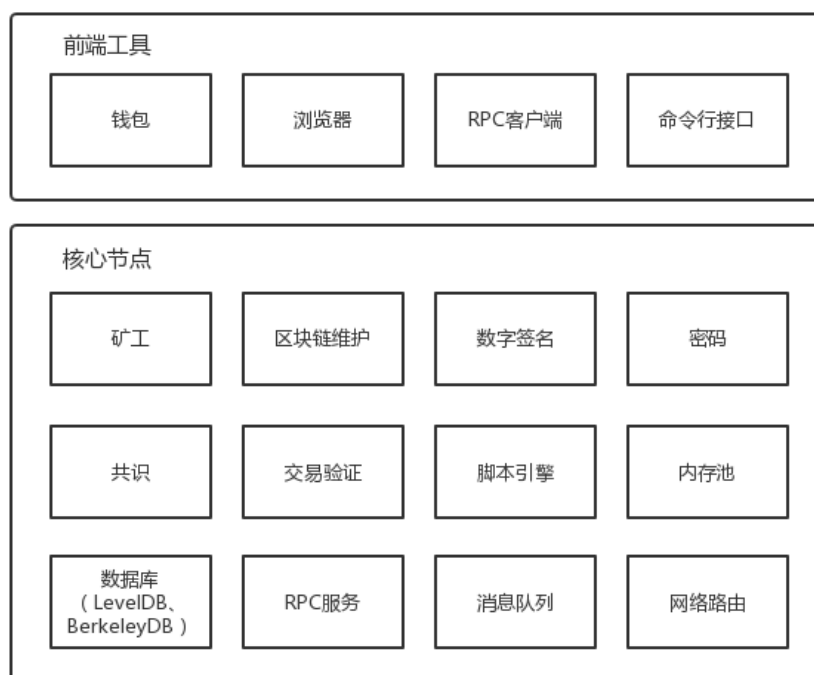 前端工具
钱包
浏览器
RPC客户端
命令行接口
核心节点
矿工
区块链维护
数字签名
密码
共识
交易验证
脚本引擎
内存池
数据库
（LevelDB、
BerkeleyDB）
RPC服务
消息队列
网络路由